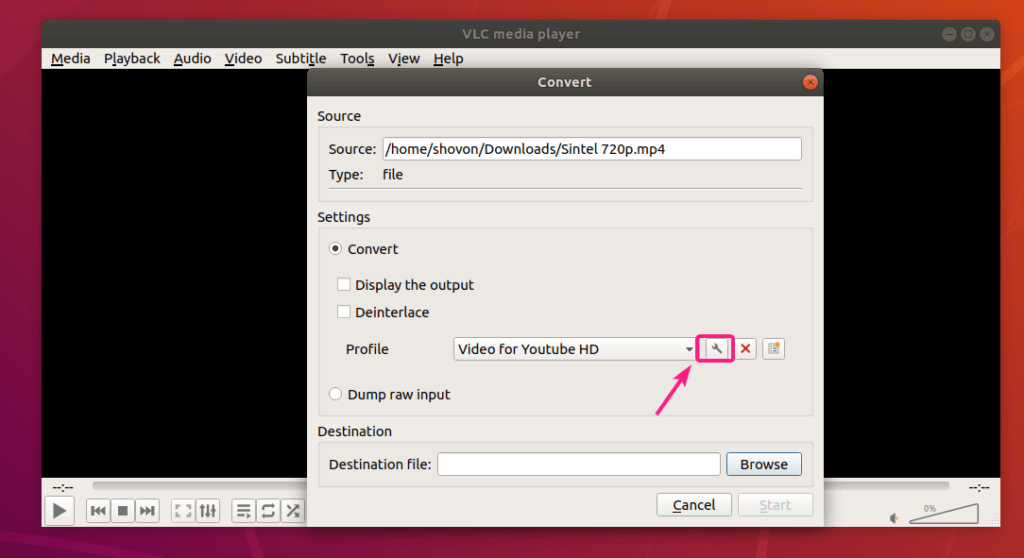 VLC media player
Media Playback Audio Video Subtitle Tools View Help
Convert
Source
Source: /home/shovon/Downloads/Sintel 720p.mp4
Type: file
Settings
Convert
Display the output
Deinterlace
Profile Video for Youtube HD
Dump raw input
Destination
Destination file: Browse
--:-- --:--
Cancel Start
0%